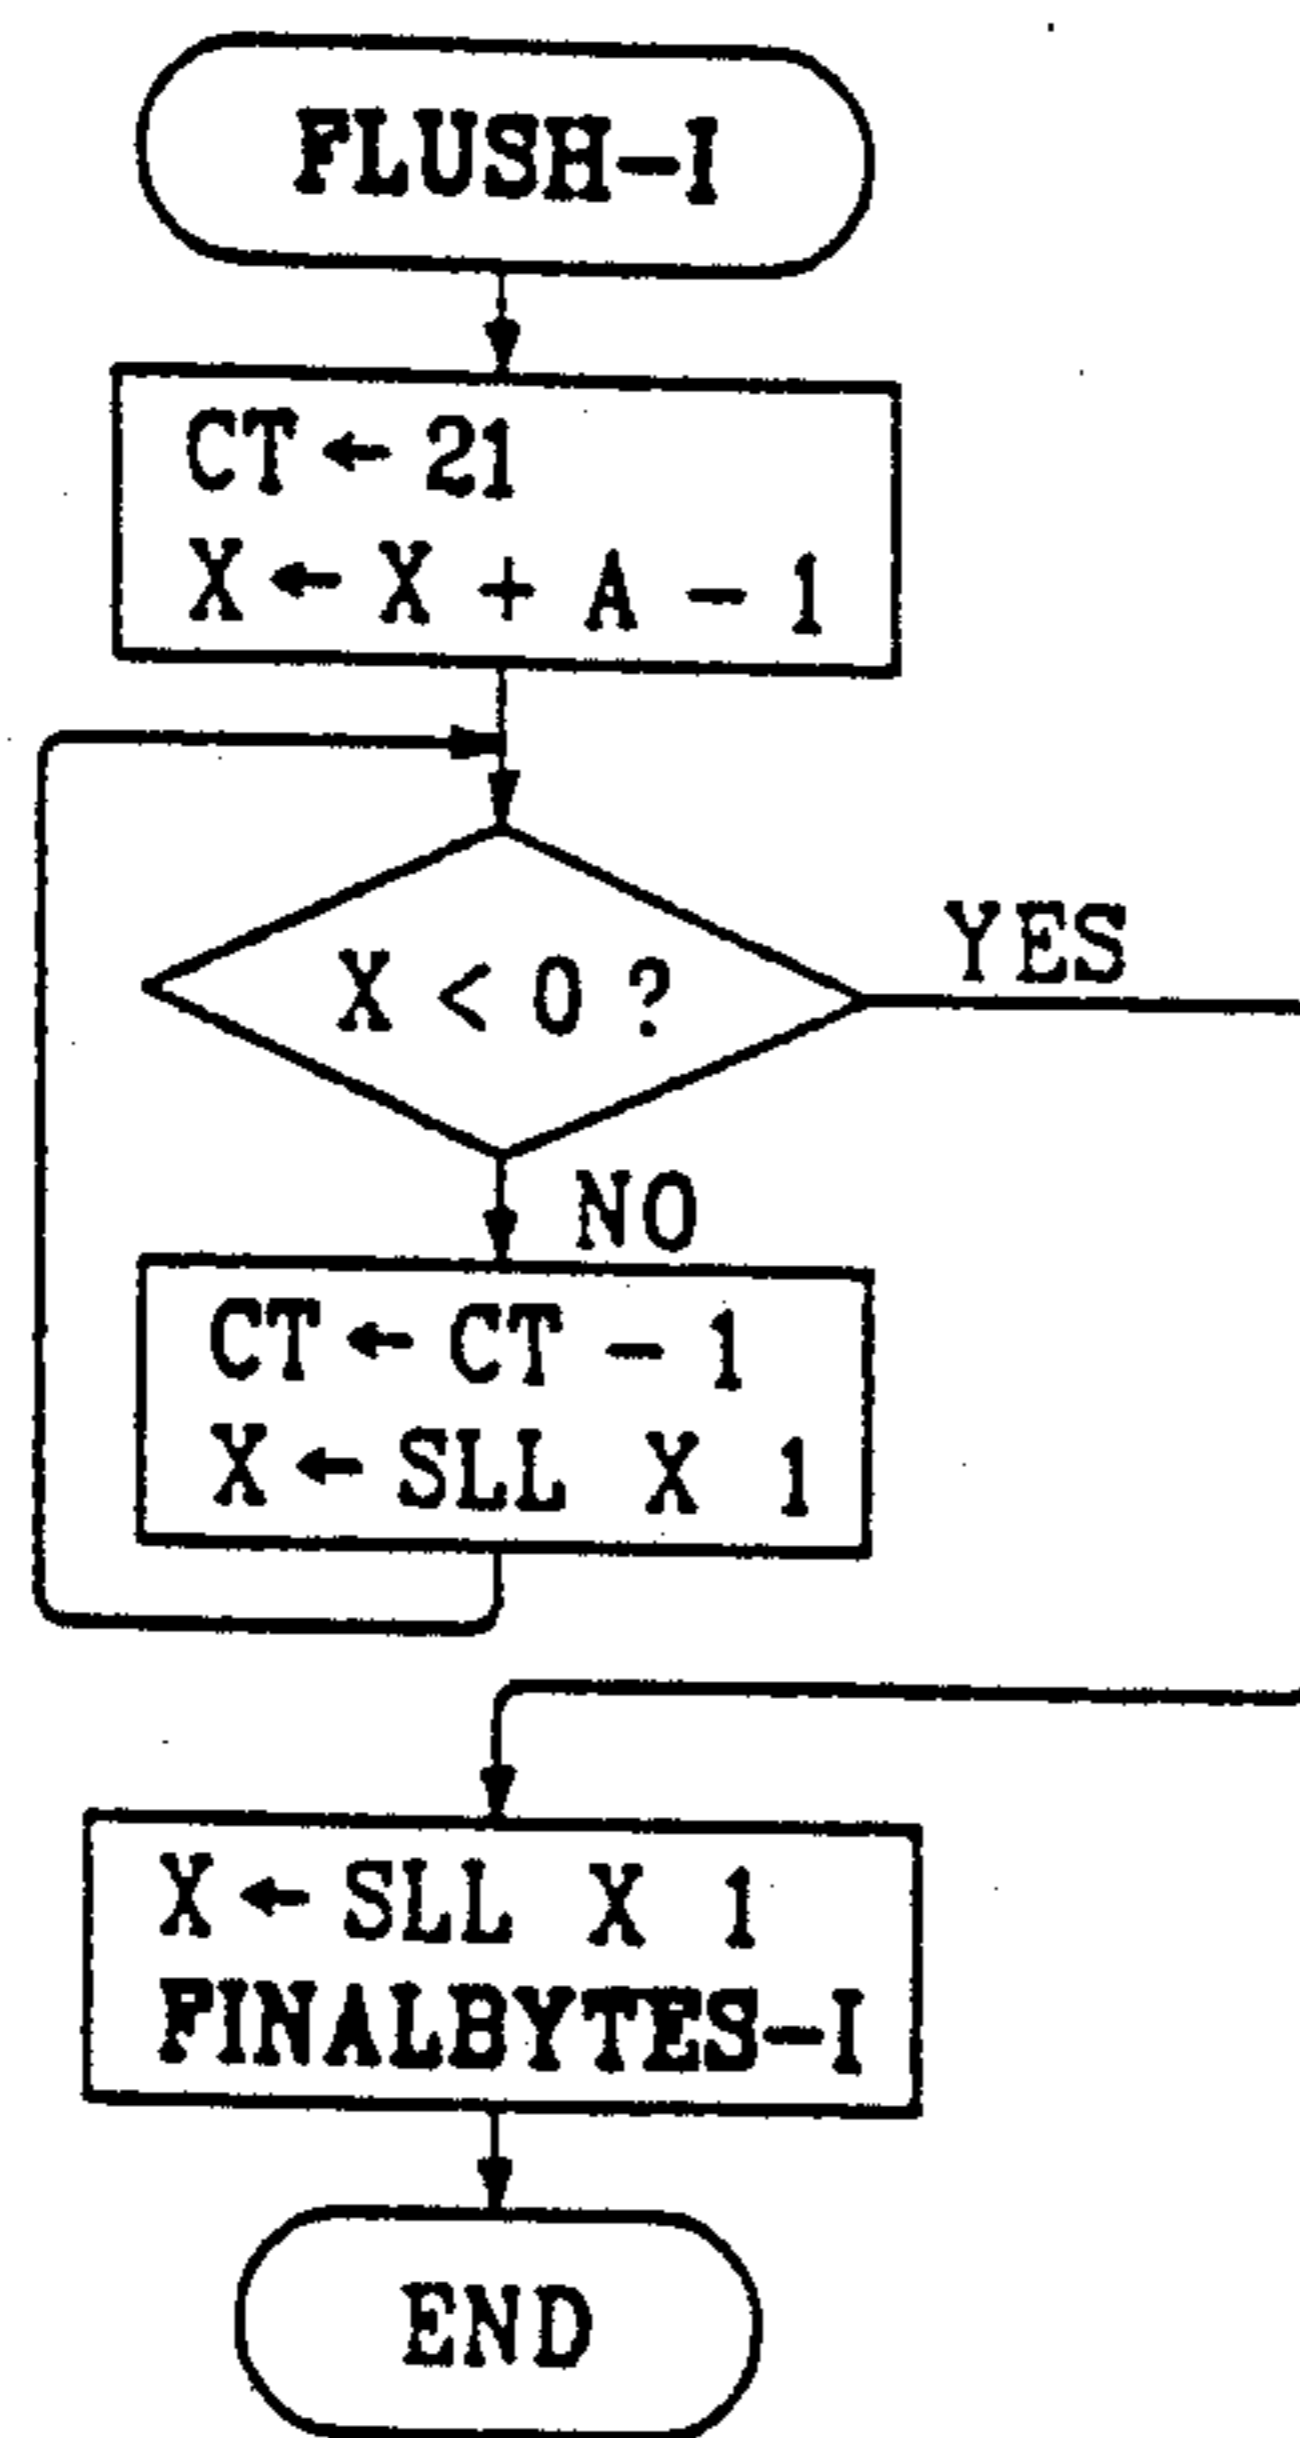 FLUSH-I
CT ← 21
X ← X + A - 1
X < 0 ?
YES
NO
CT ← CT - 1
X ← SLL X 1
X ← SLL X 1
FINALBYTES-I
END